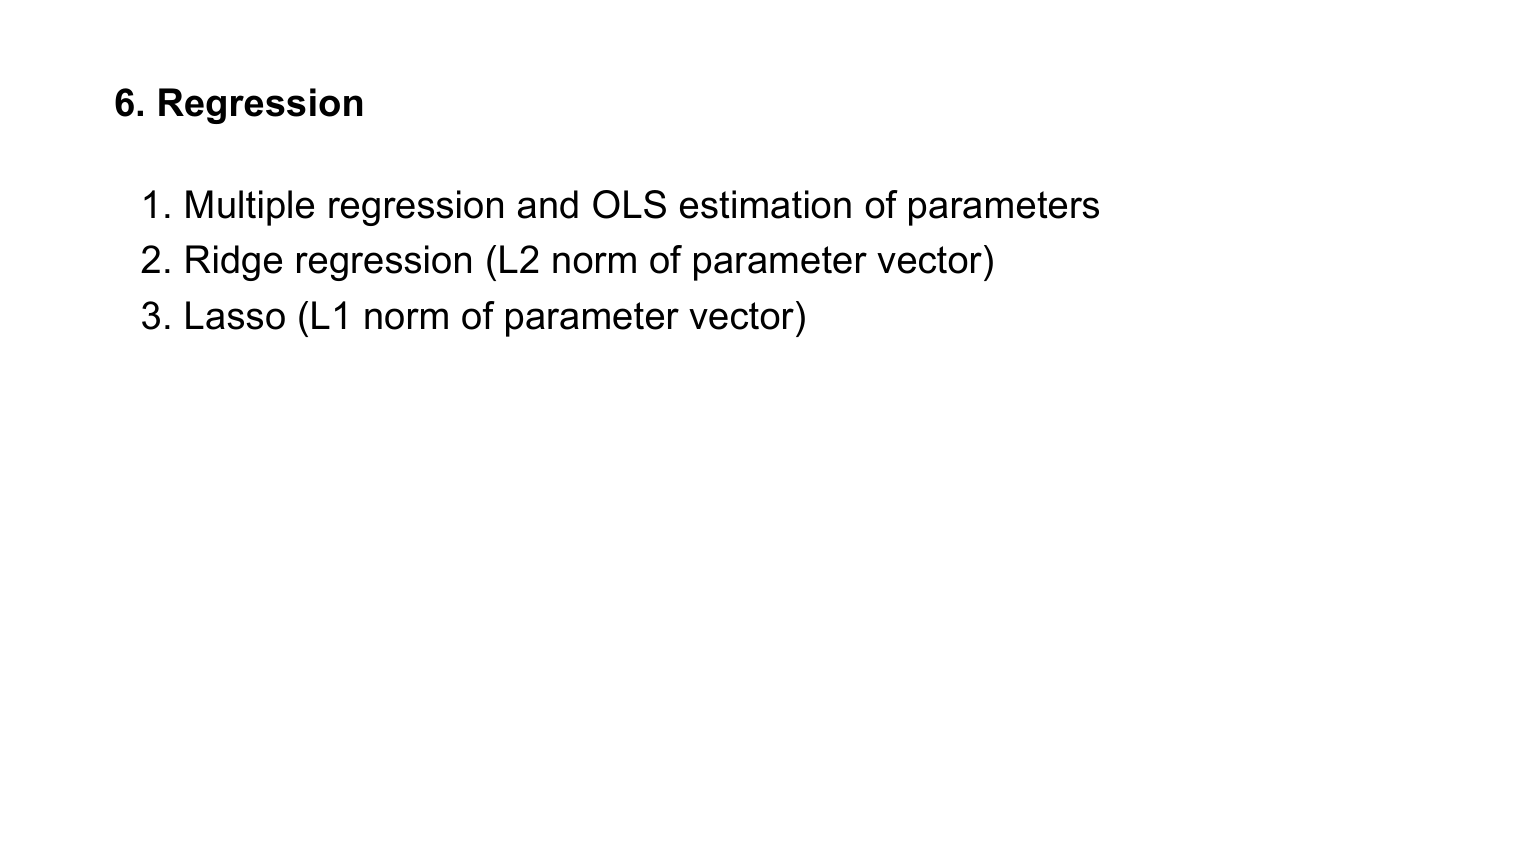 6. Regression
1. Multiple regression and OLS estimation of parameters
2. Ridge regression (L2 norm of parameter vector)
3. Lasso (L1 norm of parameter vector)